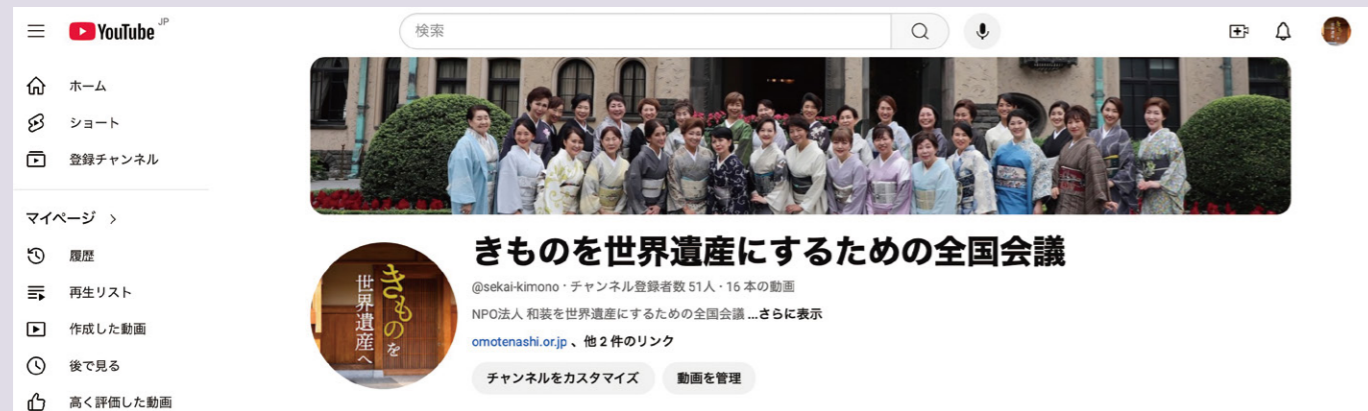 YouTube JP
検索
ホーム
ショート
登録チャンネル
マイページ >
履歴
再生リスト
作成した動画
後で見る
高く評価した動画
きものを世界遺産にするための全国会議
@sekai-kimono・チャンネル登録者数 51人・16 本の動画
NPO法人 和装を世界遺産にするための全国会議 ...さらに表示
omotenashi.or.jp 、他 2 件のリンク
チャンネルをカスタマイズ 動画を管理
きものを
世界遺産へ